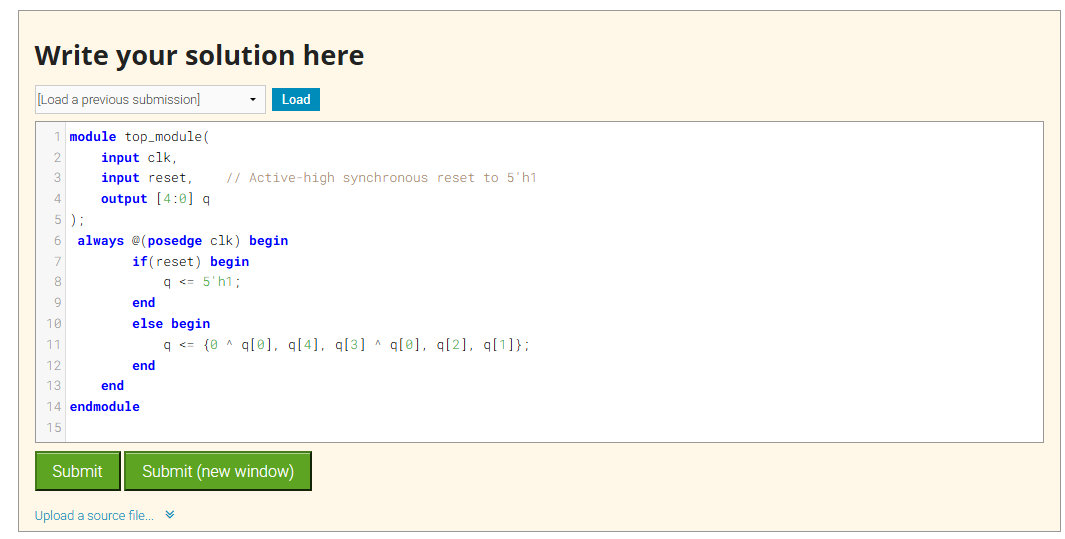 Write your solution here
[Load a previous submission] Load
1 module top_module(
2 input clk,
3 input reset, // Active-high synchronous reset to 5'h1
4 output [4:0] q
5 );
6 always @(posedge clk) begin
7 if(reset) begin
8 q <= 5'h1;
9 end
10 else begin
11 q <= {0 ^ q[0], q[4], q[3] ^ q[0], q[2], q[1]};
12 end
13 end
14 endmodule
15
Submit Submit (new window)
Upload a source file...